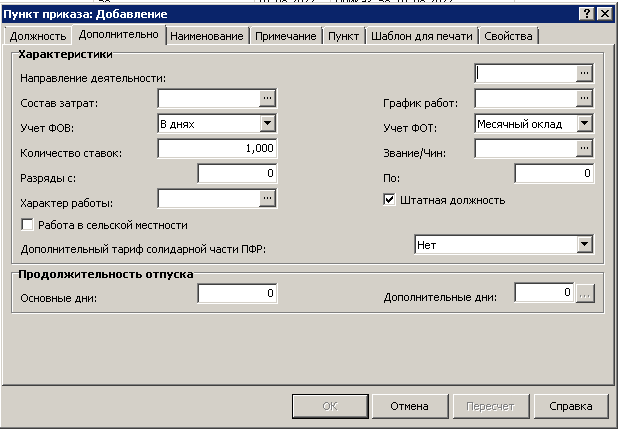 Пункт приказа: Добавление
Должность Дополнительно Наименование Примечание Пункт Шаблон для печати Свойства
Характеристики
Направление деятельности: ...
Состав затрат: ... График работ: ...
Учет ФОВ: В днях Учет ФОТ: Месячный оклад
Количество ставок: 1,000 Звание/Чин: ...
Разряды с: 0 По: 0
Характер работы: ... Штатная должность
Работа в сельской местности
Дополнительный тариф солидарной части ПФР: Нет
Продолжительность отпуска
Основные дни: 0 Дополнительные дни: 0 ...
ОК Отмена Пересчет Справка